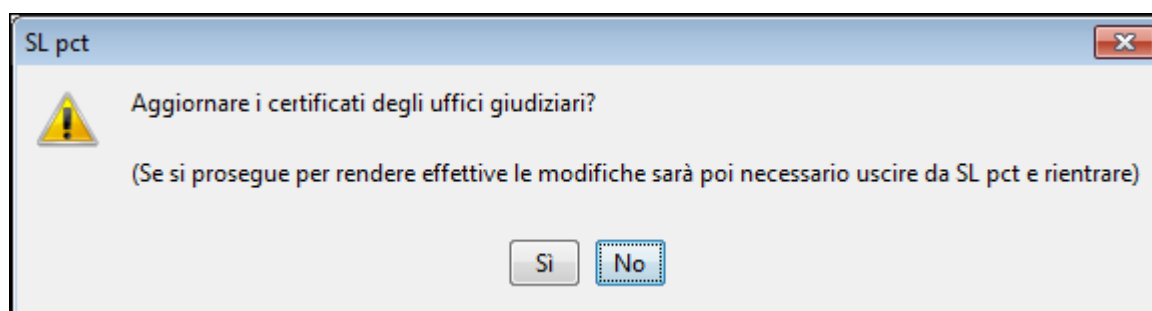 SL pct
Aggiornare i certificati degli uffici giudiziari?
(Se si prosegue per rendere effettive le modifiche sarà poi necessario uscire da SL pct e rientrare)
Sì
No